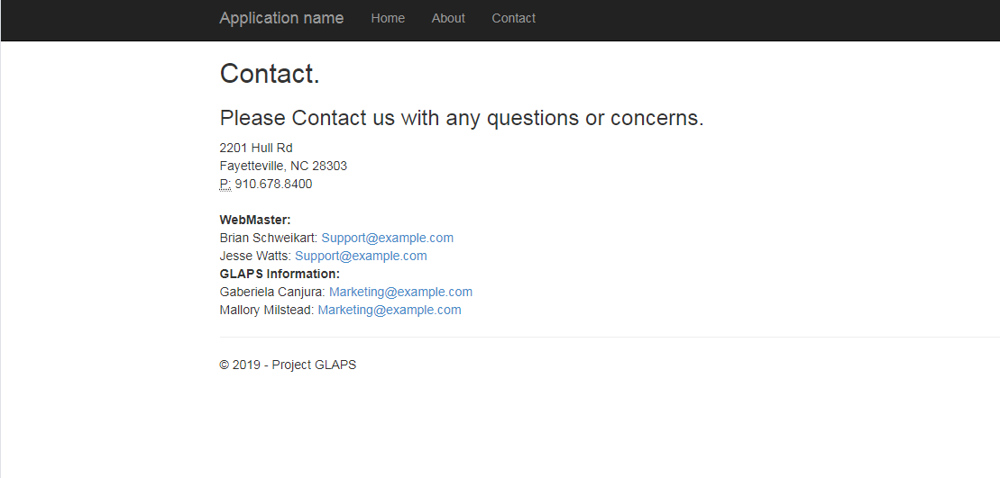 Application name Home About Contact
Contact.
Please Contact us with any questions or concerns.
2201 Hull Rd
Fayetteville, NC 28303
P: 910.678.8400
WebMaster:
Brian Schweikart: Support@example.com
Jesse Watts: Support@example.com
GLAPS Information:
Gaberiela Canjura: Marketing@example.com
Mallory Milstead: Marketing@example.com
© 2019 - Project GLAPS